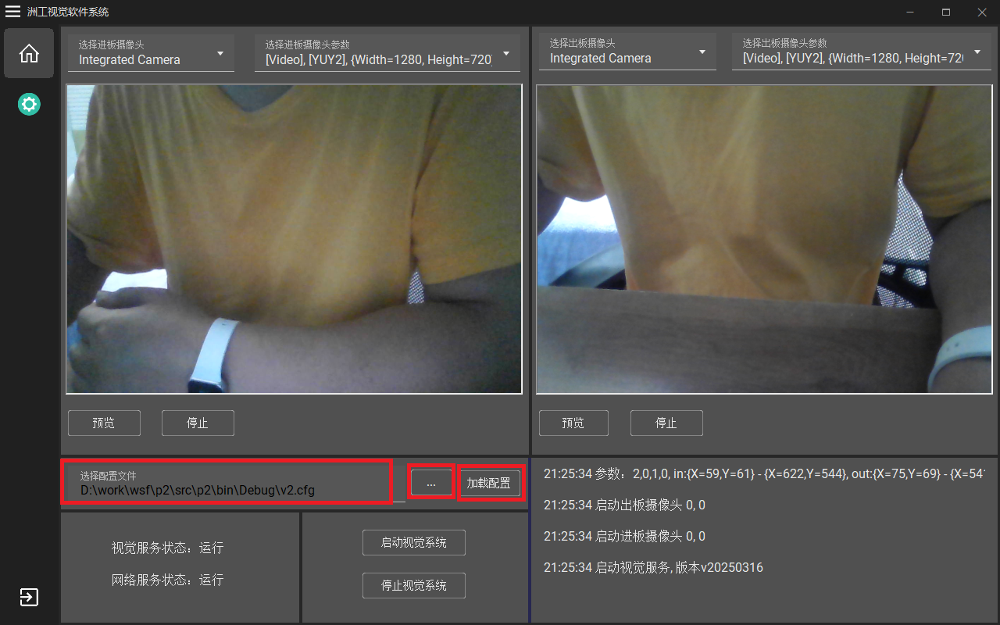 洲工视觉软件系统
选择进板摄像头
Integrated Camera
选择进板摄像头参数
[Video], [YUY2], {Width=1280, Height=720
选择出板摄像头
Integrated Camera
选择出板摄像头参数
[Video], [YUY2], {Width=1280, Height=72
预览
停止
预览
停止
选择配置文件
D:\work\wsf\p2\src\p2\bin\Debug\v2.cfg
...
加载配置
视觉服务状态：运行
网络服务状态：运行
启动视觉系统
停止视觉系统
21:25:34 参数：2,0,1,0, in:{X=59,Y=61} - {X=622,Y=544}, out:{X=75,Y=69} - {X=54
21:25:34 启动出板摄像头 0, 0
21:25:34 启动进板摄像头 0, 0
21:25:34 启动视觉服务, 版本v20250316